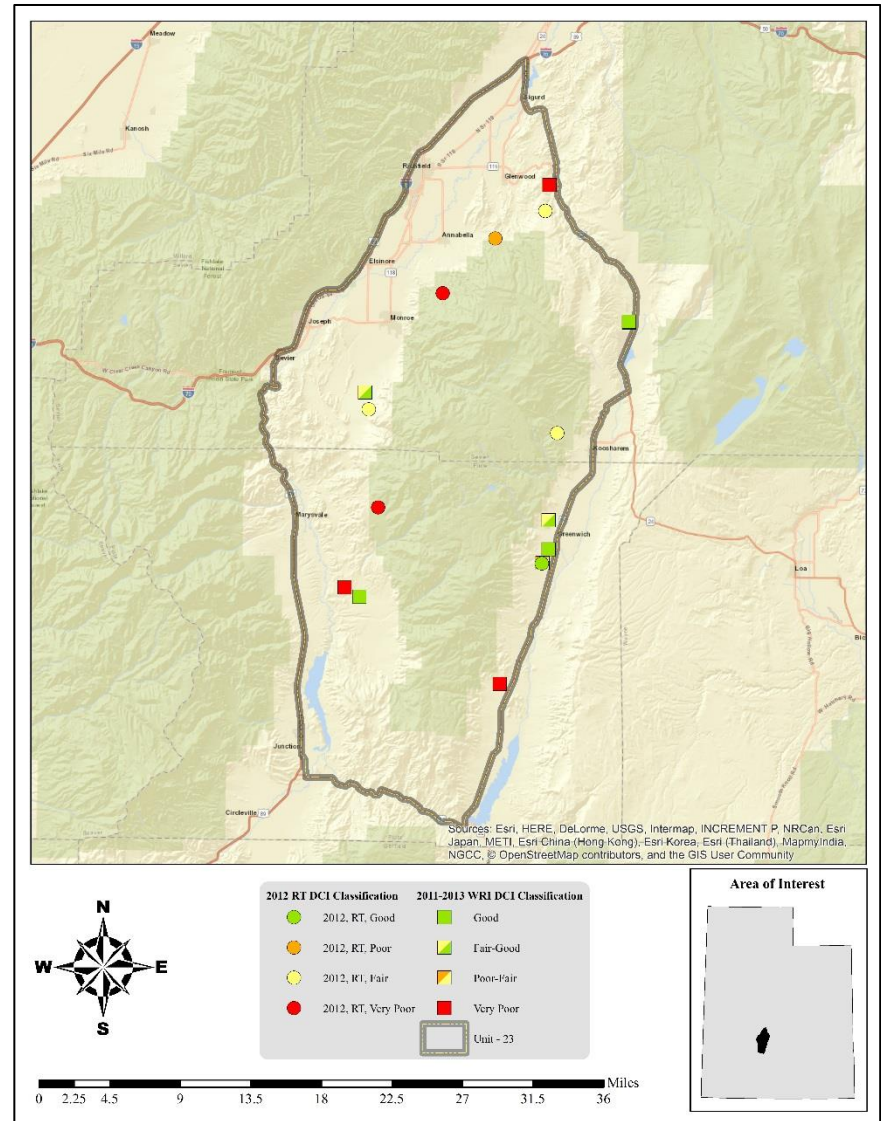 Meadow
Kanosh
Sigurd
Richfield
Glenwood
119
Annabella
Elsinore
118
Monroe
Joseph
Sevier
Koosharem
24
Marysvale
Greenwich
Loa
Junction
Circleville
89
Sources: Esri, HERE, DeLorme, USGS, Intermap, INCREMENT P, NRCan, Esri
Japan, METI, Esri China (Hong Kong), Esri Korea, Esri (Thailand), MapmyIndia,
NGCC, © OpenStreetMap contributors, and the GIS User Community
N
W E
S
2012 RT DCI Classification 2011-2013 WRI DCI Classification
2012, RT, Good Good
2012, RT, Poor Fair-Good
2012, RT, Fair Poor-Fair
2012, RT, Very Poor Very Poor
Unit - 23
Area of Interest
Miles
0 2.25 4.5 9 13.5 18 22.5 27 31.5 36